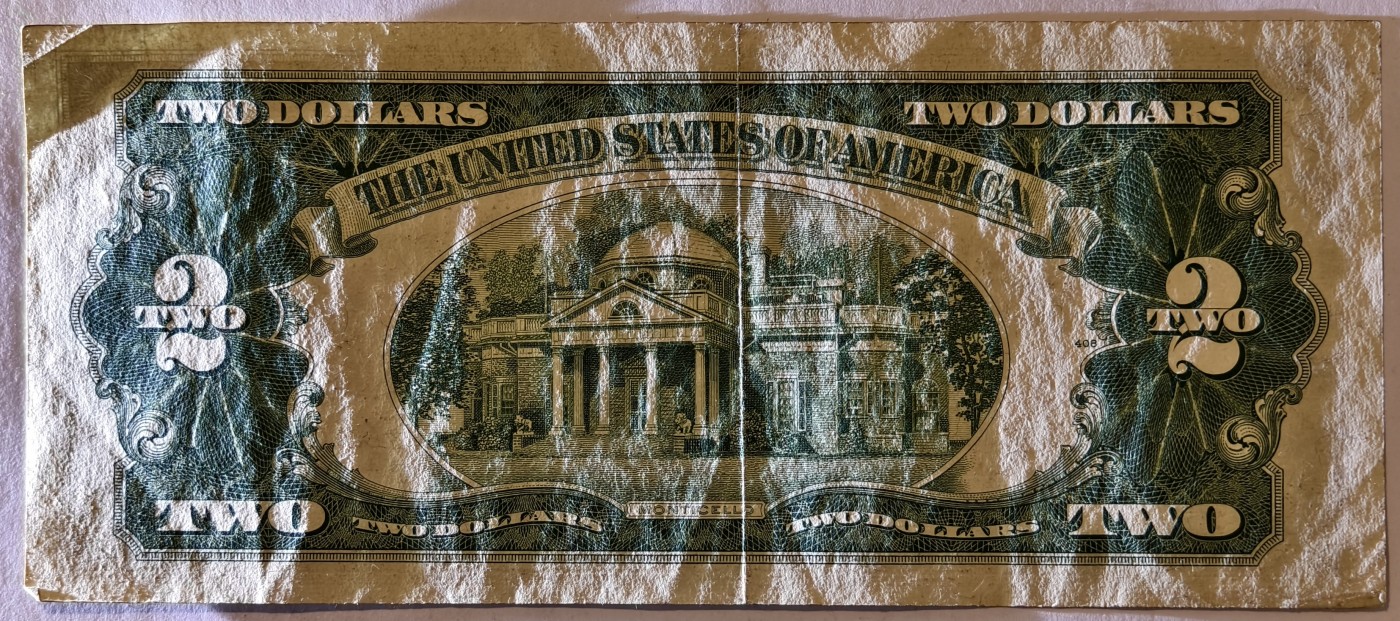 TWO DOLLARS TWO DOLLARS
THE UNITED STATES OF AMERICA
2 2
TWO TWO
408
MONTICELLO
TWO TWO DOLLARS TWO DOLLARS TWO